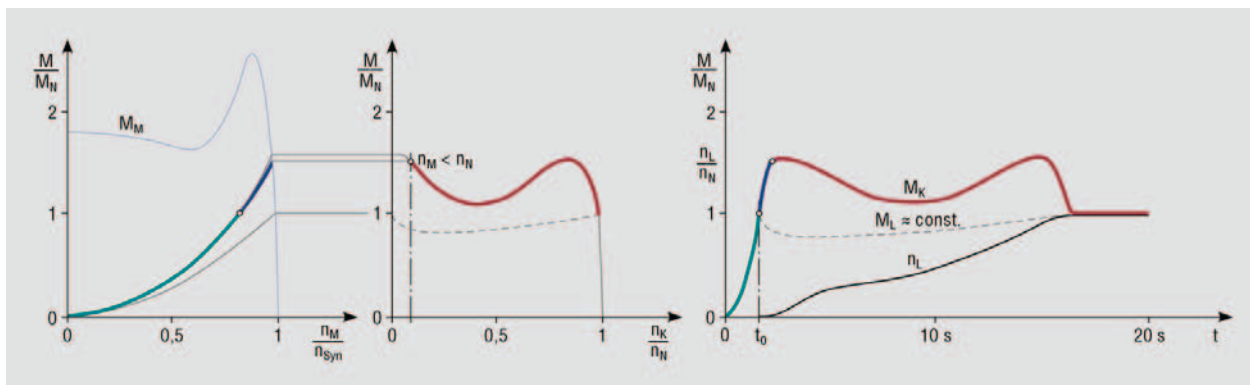 M
M_N
2
M_M
1
0
0
0,5
1
n_M
n_Syn
M
M_N
2
n_M < n_N
1
0
0
0,5
1
n_K
n_N
M
M_N
2
n_L
n_N
1
M_K
M_L ≈ const.
n_L
0
0
t_0
10 s
20 s
t